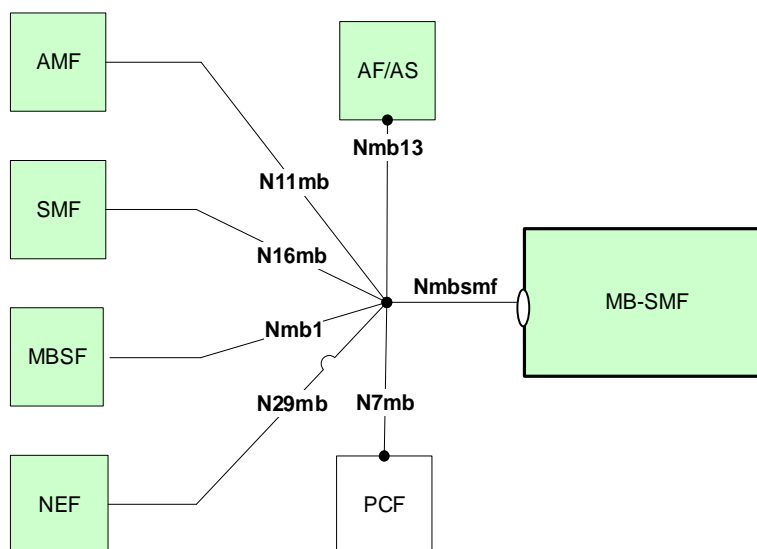 AMF
AF/AS
Nmb13
N11mb
SMF
N16mb
Nmbsmf
MB-SMF
Nmb1
MBSF
N29mb
N7mb
NEF
PCF